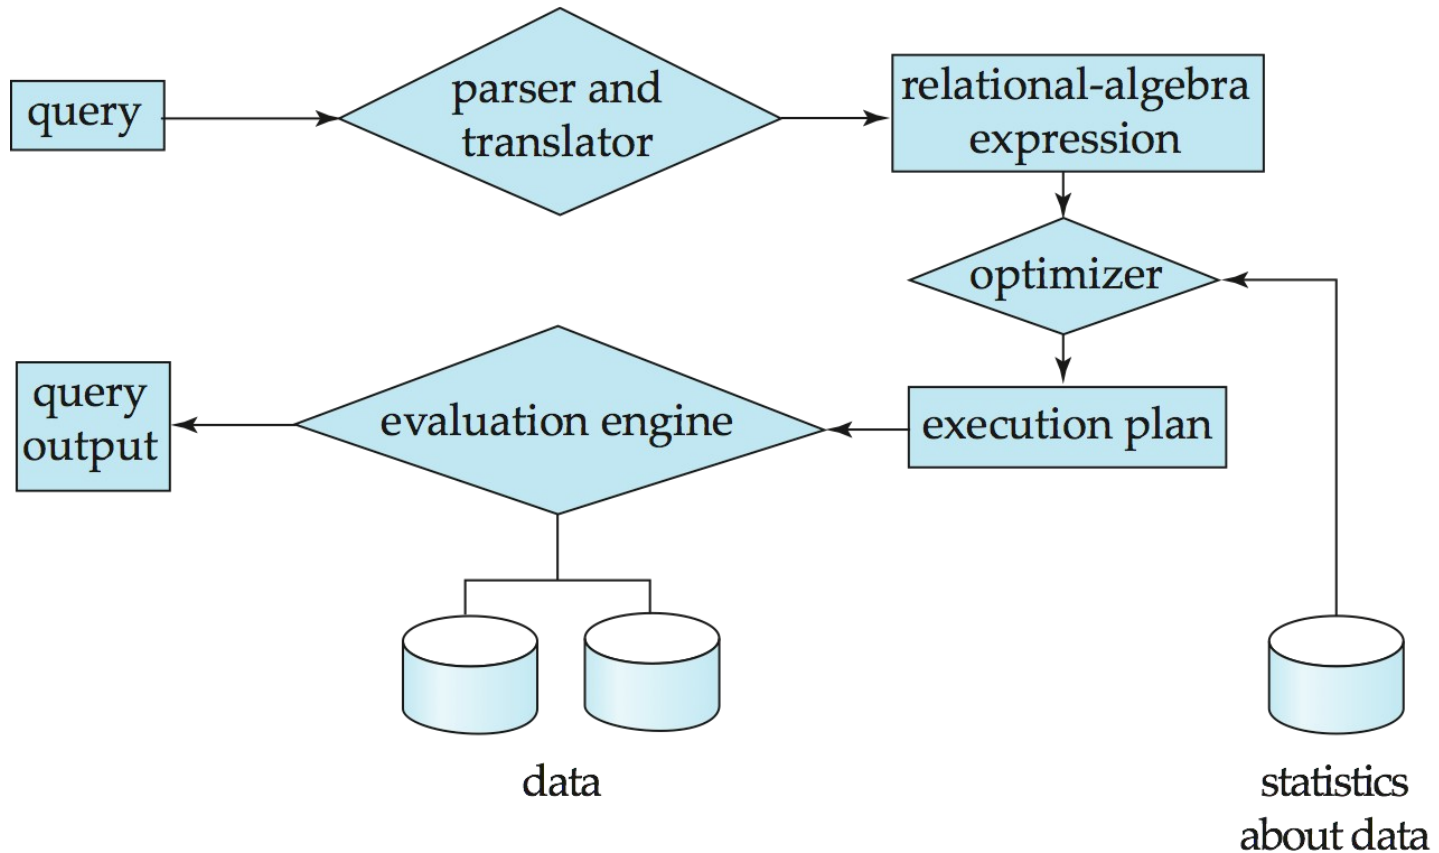 query
parser and
translator
relational-algebra
expression
optimizer
query
output
evaluation engine
execution plan
data
statistics
about data